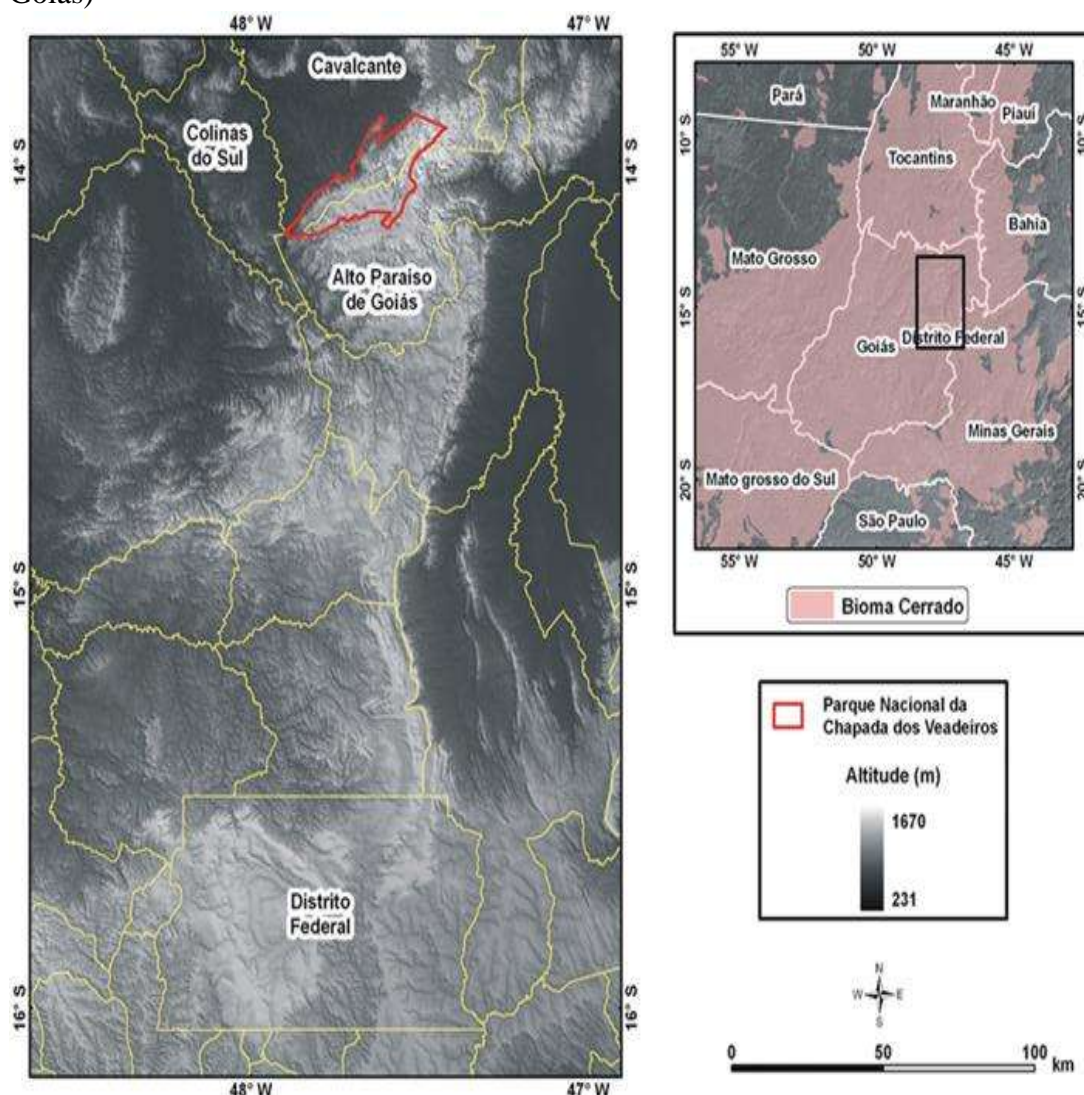 Goiás)
48° W
47° W
Cavalcante
Colinas
do Sul
14° S
14° S
Alto Paraíso
de Goiás
15° S
15° S
Distrito
Federal
16° S
16° S
48° W
47° W
55° W
50° W
45° W
Pará
Maranhão
Piauí
10° S
10° S
Tocantins
Bahia
Mato Grosso
15° S
15° S
Goiás
Distrito Federal
Minas Gerais
Mato grosso do Sul
20° S
20° S
São Paulo
55° W
50° W
45° W
Bioma Cerrado
Parque Nacional da
Chapada dos Veadeiros
Altitude (m)
1670
231
N
W
E
S
0
50
100
km